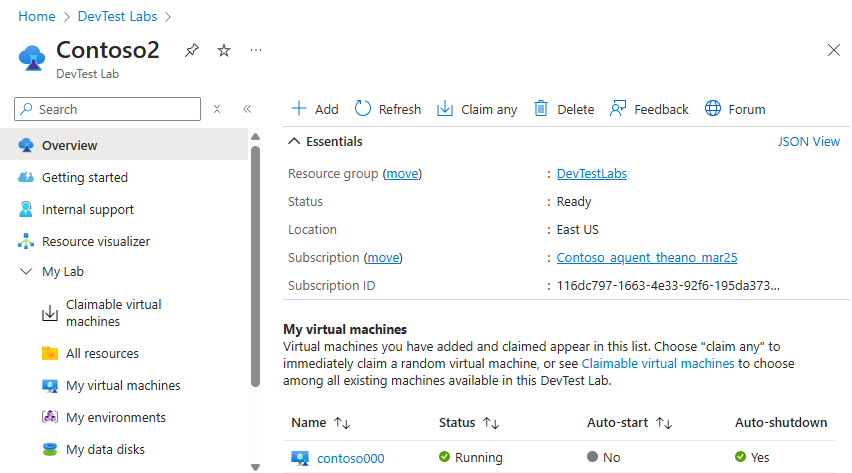 Home > DevTest Labs >
Contoso2
DevTest Lab
Search
Overview
Getting started
Internal support
Resource visualizer
My Lab
Claimable virtual
machines
All resources
My virtual machines
My environments
My data disks
Add Refresh Claim any Delete Feedback Forum
Essentials JSON View
Resource group (move) : DevTestLabs
Status : Ready
Location : East US
Subscription (move) : Contoso_aquent_theano_mar25
Subscription ID : 116dc797-1663-4e33-92f6-195da373...
My virtual machines
Virtual machines you have added and claimed appear in this list. Choose "claim any" to
immediately claim a random virtual machine, or see Claimable virtual machines to choose
among all existing machines available in this DevTest Lab.
Name Status Auto-start Auto-shutdown
contoso000 Running No Yes